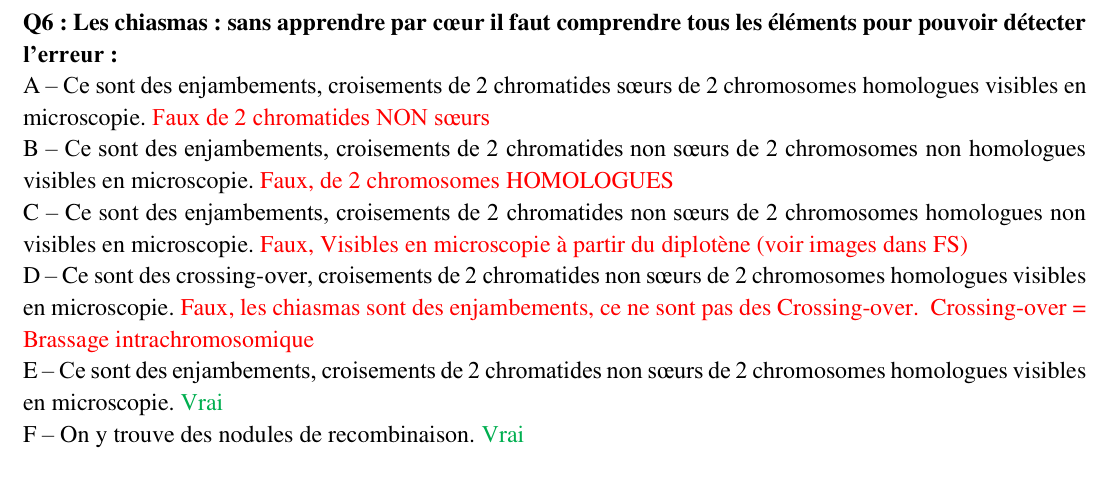 Q6 : Les chiasmas : sans apprendre par cœur il faut comprendre tous les éléments pour pouvoir détecter
l’erreur :
A – Ce sont des enjambements, croisements de 2 chromatides sœurs de 2 chromosomes homologues visibles en
microscopie. Faux de 2 chromatides NON sœurs
B – Ce sont des enjambements, croisements de 2 chromatides non sœurs de 2 chromosomes non homologues
visibles en microscopie. Faux, de 2 chromosomes HOMOLOGUES
C – Ce sont des enjambements, croisements de 2 chromatides non sœurs de 2 chromosomes homologues non
visibles en microscopie. Faux, Visibles en microscopie à partir du diplotène (voir images dans FS)
D – Ce sont des crossing-over, croisements de 2 chromatides non sœurs de 2 chromosomes homologues visibles
en microscopie. Faux, les chiasmas sont des enjambements, ce ne sont pas des Crossing-over. Crossing-over =
Brassage intrachromosomique
E – Ce sont des enjambements, croisements de 2 chromatides non sœurs de 2 chromosomes homologues visibles
en microscopie. Vrai
F – On y trouve des nodules de recombinaison. Vrai